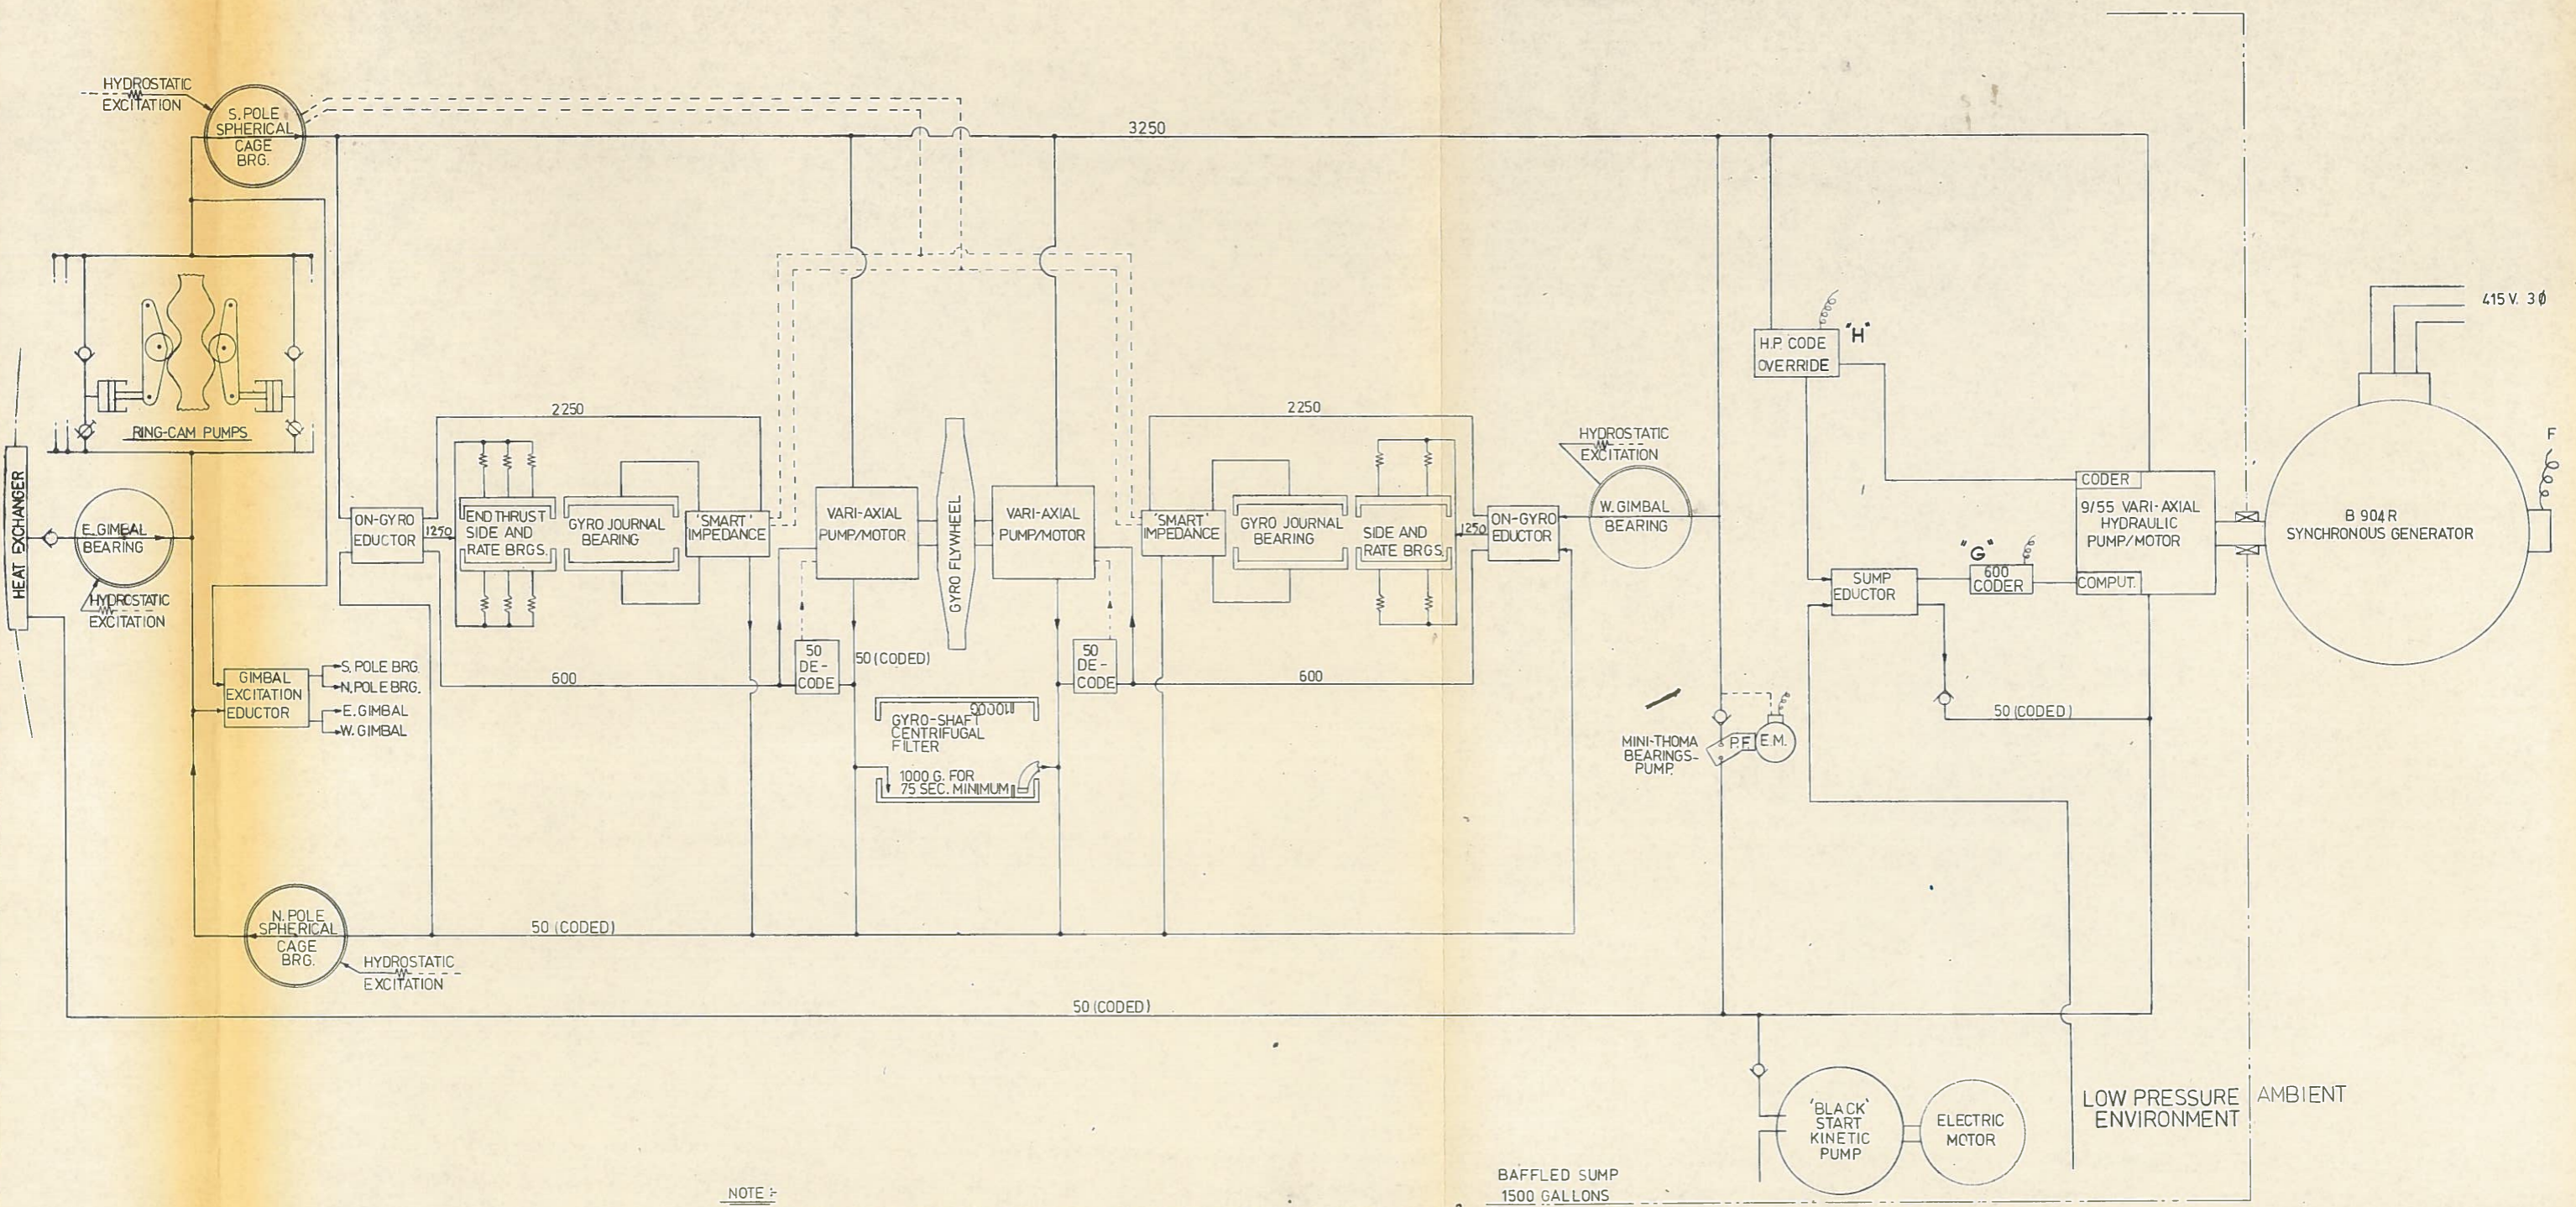 HYDROSTATIC
EXCITATION
S. POLE
SPHERICAL
CAGE
BRG.
3250
RING-CAM PUMPS
HEAT EXCHANGER
E. GIMBAL
BEARING
HYDROSTATIC
EXCITATION
GIMBAL
EXCITATION
EDUCTOR
S. POLE BRG.
N. POLE BRG.
E. GIMBAL
W. GIMBAL
N. POLE
SPHERICAL
CAGE
BRG.
HYDROSTATIC
EXCITATION
ON-GYRO
EDUCTOR
1250
2250
END THRUST
SIDE AND
RATE BRGS.
GYRO JOURNAL
BEARING
'SMART'
IMPEDANCE
600
VARI-AXIAL
PUMP/MOTOR
GYRO FLYWHEEL
VARI-AXIAL
PUMP/MOTOR
50
DE-
CODE
50 (CODED)
50
DE-
CODE
GYRO-SHAFT
CENTRIFUGAL
FILTER
1000 G. FOR
75 SEC. MINIMUM
50 (CODED)
50 (CODED)
2250
'SMART'
IMPEDANCE
GYRO JOURNAL
BEARING
SIDE AND
RATE BRGS.
1250
ON-GYRO
EDUCTOR
600
HYDROSTATIC
EXCITATION
W. GIMBAL
BEARING
H.P. CODE
OVERRIDE
"H"
MINI-THOMA
BEARINGS-
PUMP.
P.F.
E.M.
SUMP
EDUCTOR
"G"
600
CODER
50 (CODED)
CODER
9/55 VARI-AXIAL
HYDRAULIC
PUMP/MOTOR
COMPUT.
415 V. 3Ø
B 904 R
SYNCHRONOUS GENERATOR
F
'BLACK'
START
KINETIC
PUMP
ELECTRIC
MOTOR
LOW PRESSURE
ENVIRONMENT
AMBIENT
BAFFLED SUMP
1500 GALLONS
NOTE :-